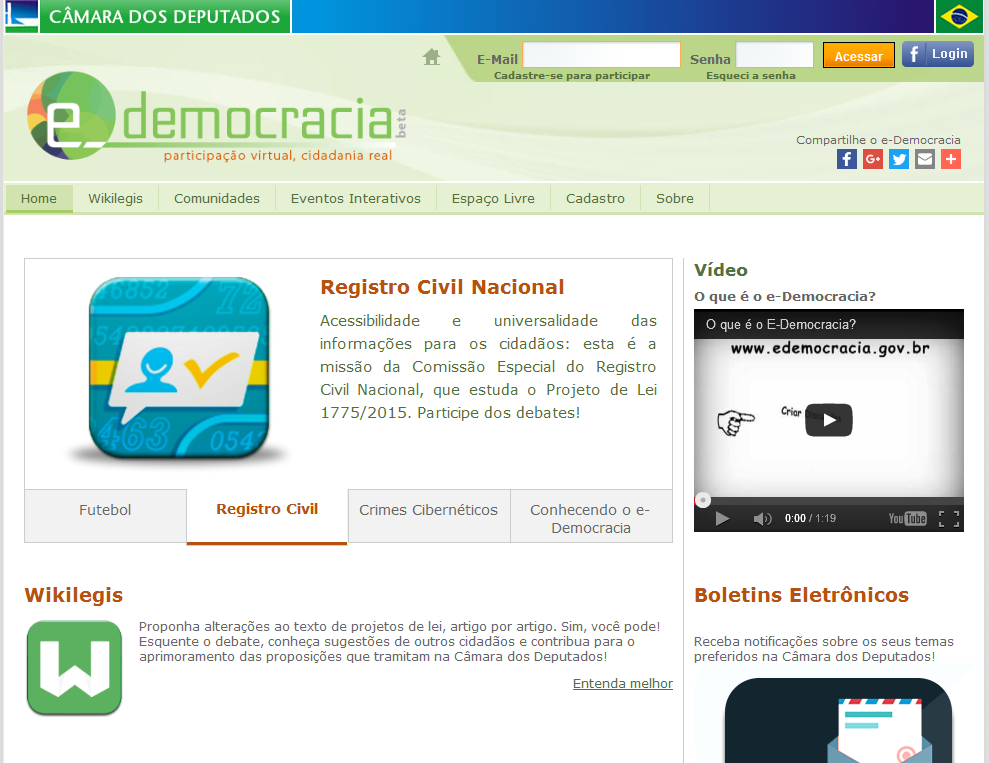 CÂMARA DOS DEPUTADOS
E-Mail
Senha
Acessar
f Login
Cadastre-se para participar
Esqueci a senha
e democracia beta
participação virtual, cidadania real
Compartilhe o e-Democracia
Home
Wikilegis
Comunidades
Eventos Interativos
Espaço Livre
Cadastro
Sobre
Registro Civil Nacional
Acessibilidade e universalidade das
informações para os cidadãos: esta é a
missão da Comissão Especial do Registro
Civil Nacional, que estuda o Projeto de Lei
1775/2015. Participe dos debates!
Futebol
Registro Civil
Crimes Cibernéticos
Conhecendo o e-
Democracia
Vídeo
O que é o e-Democracia?
O que é o E-Democracia?
www.edemocracia.gov.br
Criar
0:00 / 1:19
YouTube
Wikilegis
W
Proponha alterações ao texto de projetos de lei, artigo por artigo. Sim, você pode!
Esquente o debate, conheça sugestões de outros cidadãos e contribua para o
aprimoramento das proposições que tramitam na Câmara dos Deputados!
Entenda melhor
Boletins Eletrônicos
Receba notificações sobre os seus temas
preferidos na Câmara dos Deputados!